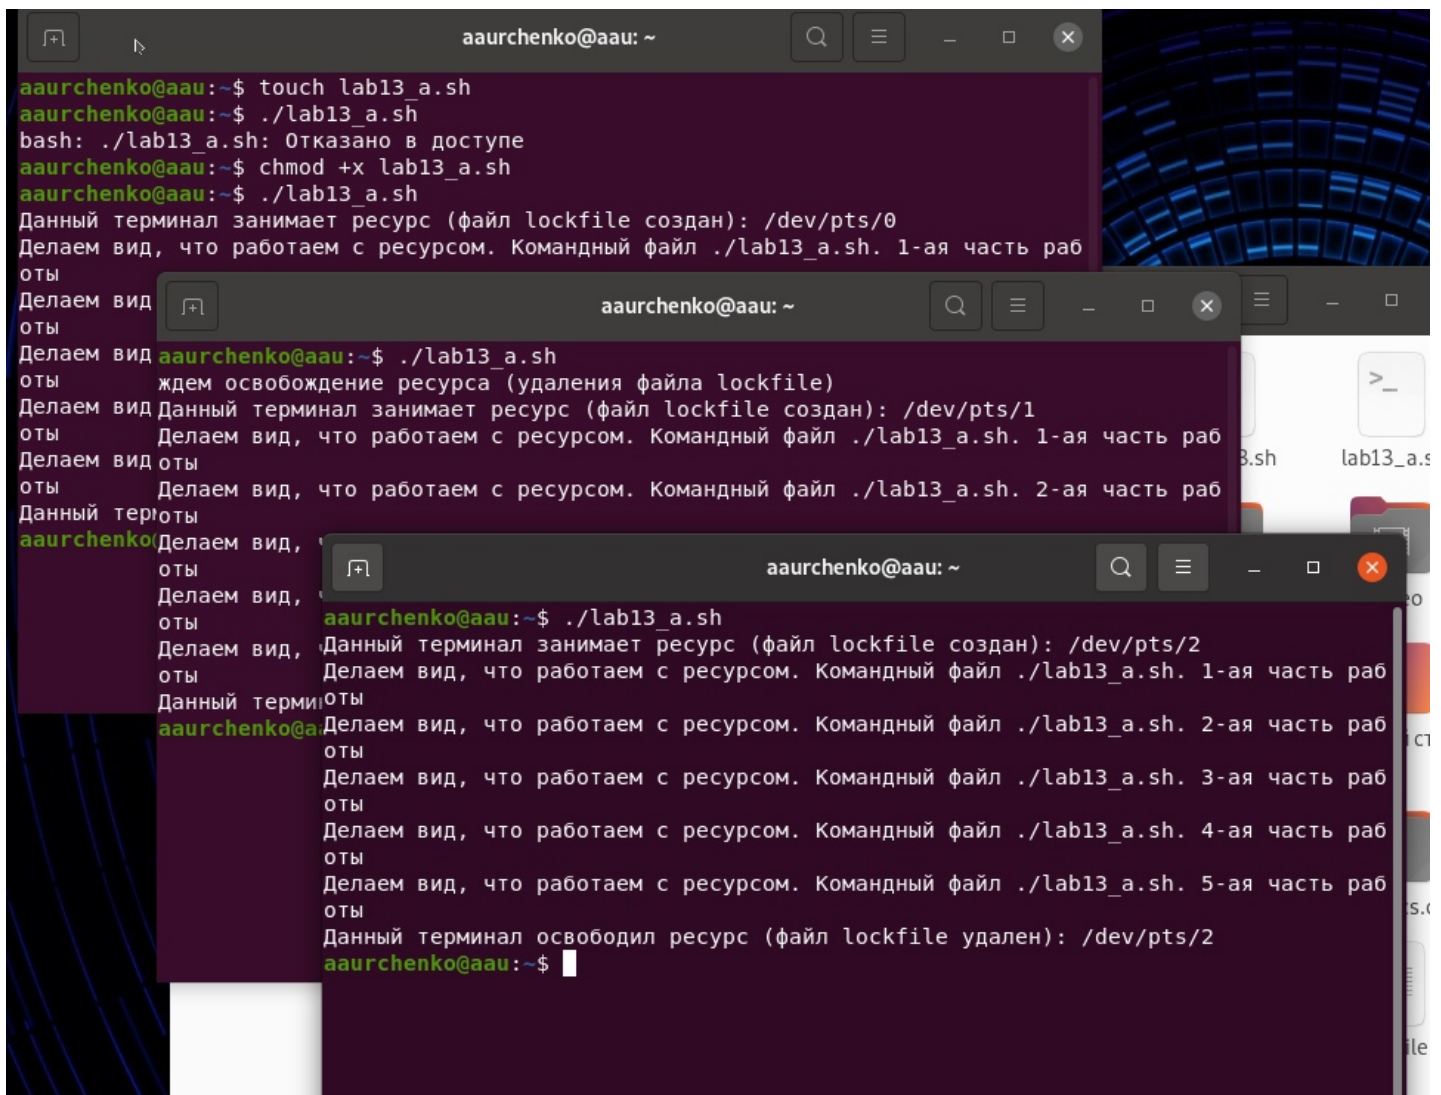 aaurchenko@aau: ~
aaurchenko@aau:~$ touch lab13_a.sh
aaurchenko@aau:~$ ./lab13_a.sh
bash: ./lab13_a.sh: Отказано в доступе
aaurchenko@aau:~$ chmod +x lab13_a.sh
aaurchenko@aau:~$ ./lab13_a.sh
Данный терминал занимает ресурс (файл lockfile создан): /dev/pts/0
Делаем вид, что работаем с ресурсом. Командный файл ./lab13_a.sh. 1-ая часть раб
оты
Делаем вид
оты
Делаем вид
оты
Делаем вид
оты
Делаем вид
оты
Данный
aaurchenko
aaurchenko@aau: ~
aaurchenko@aau:~$ ./lab13_a.sh
ждем освобождение ресурса (удаления файла lockfile)
Данный терминал занимает ресурс (файл lockfile создан): /dev/pts/1
Делаем вид, что работаем с ресурсом. Командный файл ./lab13_a.sh. 1-ая часть раб
оты
Делаем вид, что работаем с ресурсом. Командный файл ./lab13_a.sh. 2-ая часть раб
оты
Делаем вид,
оты
Делаем вид,
оты
Делаем вид,
оты
Данный
aaurchenko@a
aaurchenko@aau: ~
aaurchenko@aau:~$ ./lab13_a.sh
Данный терминал занимает ресурс (файл lockfile создан): /dev/pts/2
Делаем вид, что работаем с ресурсом. Командный файл ./lab13_a.sh. 1-ая часть раб
оты
Делаем вид, что работаем с ресурсом. Командный файл ./lab13_a.sh. 2-ая часть раб
оты
Делаем вид, что работаем с ресурсом. Командный файл ./lab13_a.sh. 3-ая часть раб
оты
Делаем вид, что работаем с ресурсом. Командный файл ./lab13_a.sh. 4-ая часть раб
оты
Делаем вид, что работаем с ресурсом. Командный файл ./lab13_a.sh. 5-ая часть раб
оты
Данный терминал освободил ресурс (файл lockfile удален): /dev/pts/2
aaurchenko@aau:~$
3.sh
lab13_a.s